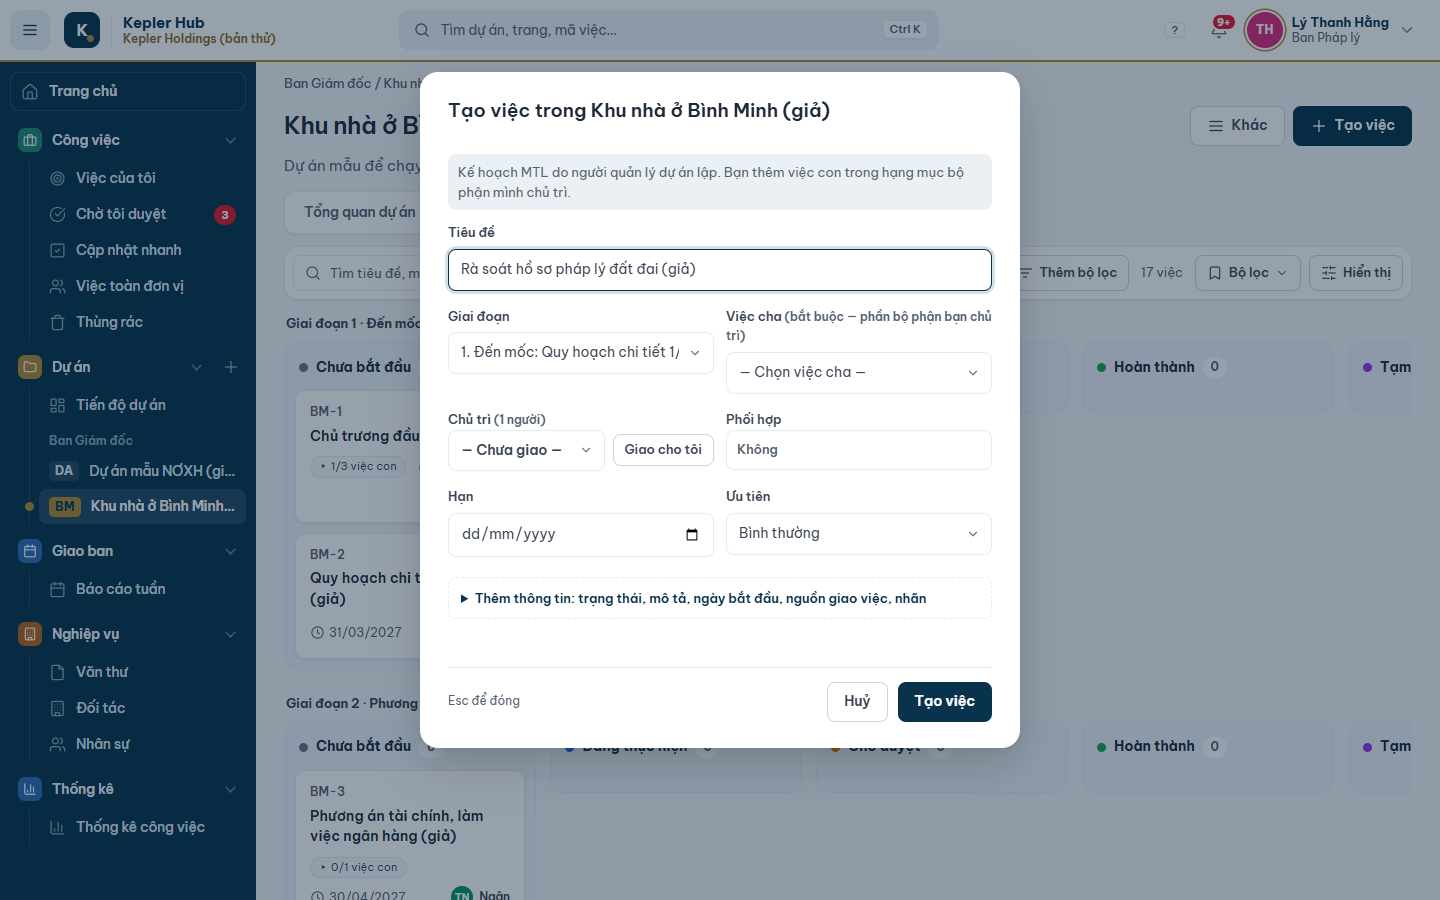 K.
Kepler Hub
Kepler Holdings (bản thử)
Tìm dự án, trang, mã việc...
Ctrl K
?
9+
TH
Lý Thanh Hằng
Ban Pháp lý
Trang chủ
Công việc
Việc của tôi
Chờ tôi duyệt
3
Cập nhật nhanh
Việc toàn đơn vị
Thùng rác
Dự án
Tiến độ dự án
Ban Giám đốc
DA
Dự án mẫu NƠXH (gi...
BM
Khu nhà ở Bình Minh...
Giao ban
Báo cáo tuần
Nghiệp vụ
Văn thư
Đối tác
Nhân sự
Thống kê
Thống kê công việc
Ban Giám đốc / Khu nh
Khu nhà ở B
Dự án mẫu để chạy
Khác
Tạo việc
Tổng quan dự án
Tìm tiêu đề, m
Thêm bộ lọc
17 việc
Bộ lọc
Hiển thị
Giai đoạn 1 · Đến mốc
Chưa bắt đầu
Hoàn thành
0
Tạm
BM-1
Chủ trương đầu
1/3 việc con
BM-2
Quy hoạch chi t
(giả)
31/03/2027
Giai đoạn 2 · Phương
Chưa bắt đầu
Hoàn thành
0
Tạm
BM-3
Phương án tài chính, làm
việc ngân hàng (giả)
0/1 việc con
30/04/2027
TN
Ngân
Tạo việc trong Khu nhà ở Bình Minh (giả)
Kế hoạch MTL do người quản lý dự án lập. Bạn thêm việc con trong hạng mục bộ
phận mình chủ trì.
Tiêu đề
Rà soát hồ sơ pháp lý đất đai (giả)
Giai đoạn
1. Đến mốc: Quy hoạch chi tiết 1/
Việc cha (bắt buộc — phần bộ phận bạn chủ
trì)
— Chọn việc cha —
Chủ trì (1 người)
— Chưa giao —
Giao cho tôi
Phối hợp
Không
Hạn
dd/mm/yyyy
Ưu tiên
Bình thường
Thêm thông tin: trạng thái, mô tả, ngày bắt đầu, nguồn giao việc, nhãn
Esc để đóng
Huỷ
Tạo việc